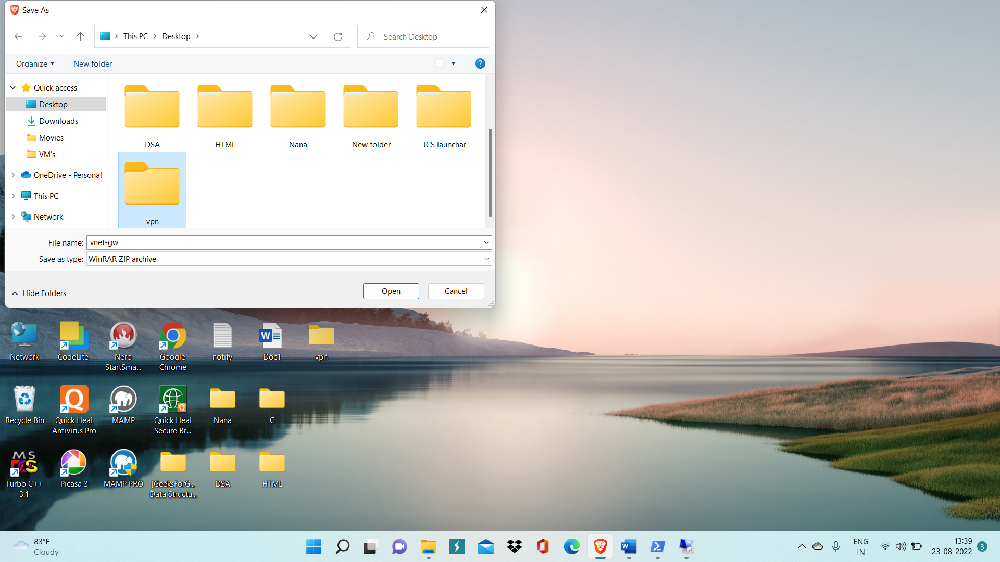 Save As
This PC
Desktop
Search Desktop
Organize
New folder
?
Quick access
Desktop
Downloads
Movies
VM's
OneDrive - Personal
This PC
Network
DSA
HTML
Nana
New folder
TCS launchar
vpn
File name: vnet-gw
Save as type: WinRAR ZIP archive
Hide Folders
Open
Cancel
Network
CodeLite
Nero
StartSma...
Google
Chrome
notify
W
Doc1
vpn
Recycle Bin
Quick Heal
AntiVirus Pro
MAMP
Quick Heal
Secure Br...
Nana
C
MS
DOS
Turbo C++
3.1
Picasa 3
MAMP PRO
[GeeksForG...
Data Structu...
DSA
HTML
83°F
Cloudy
W
ENG
IN
13:39
23-08-2022
3